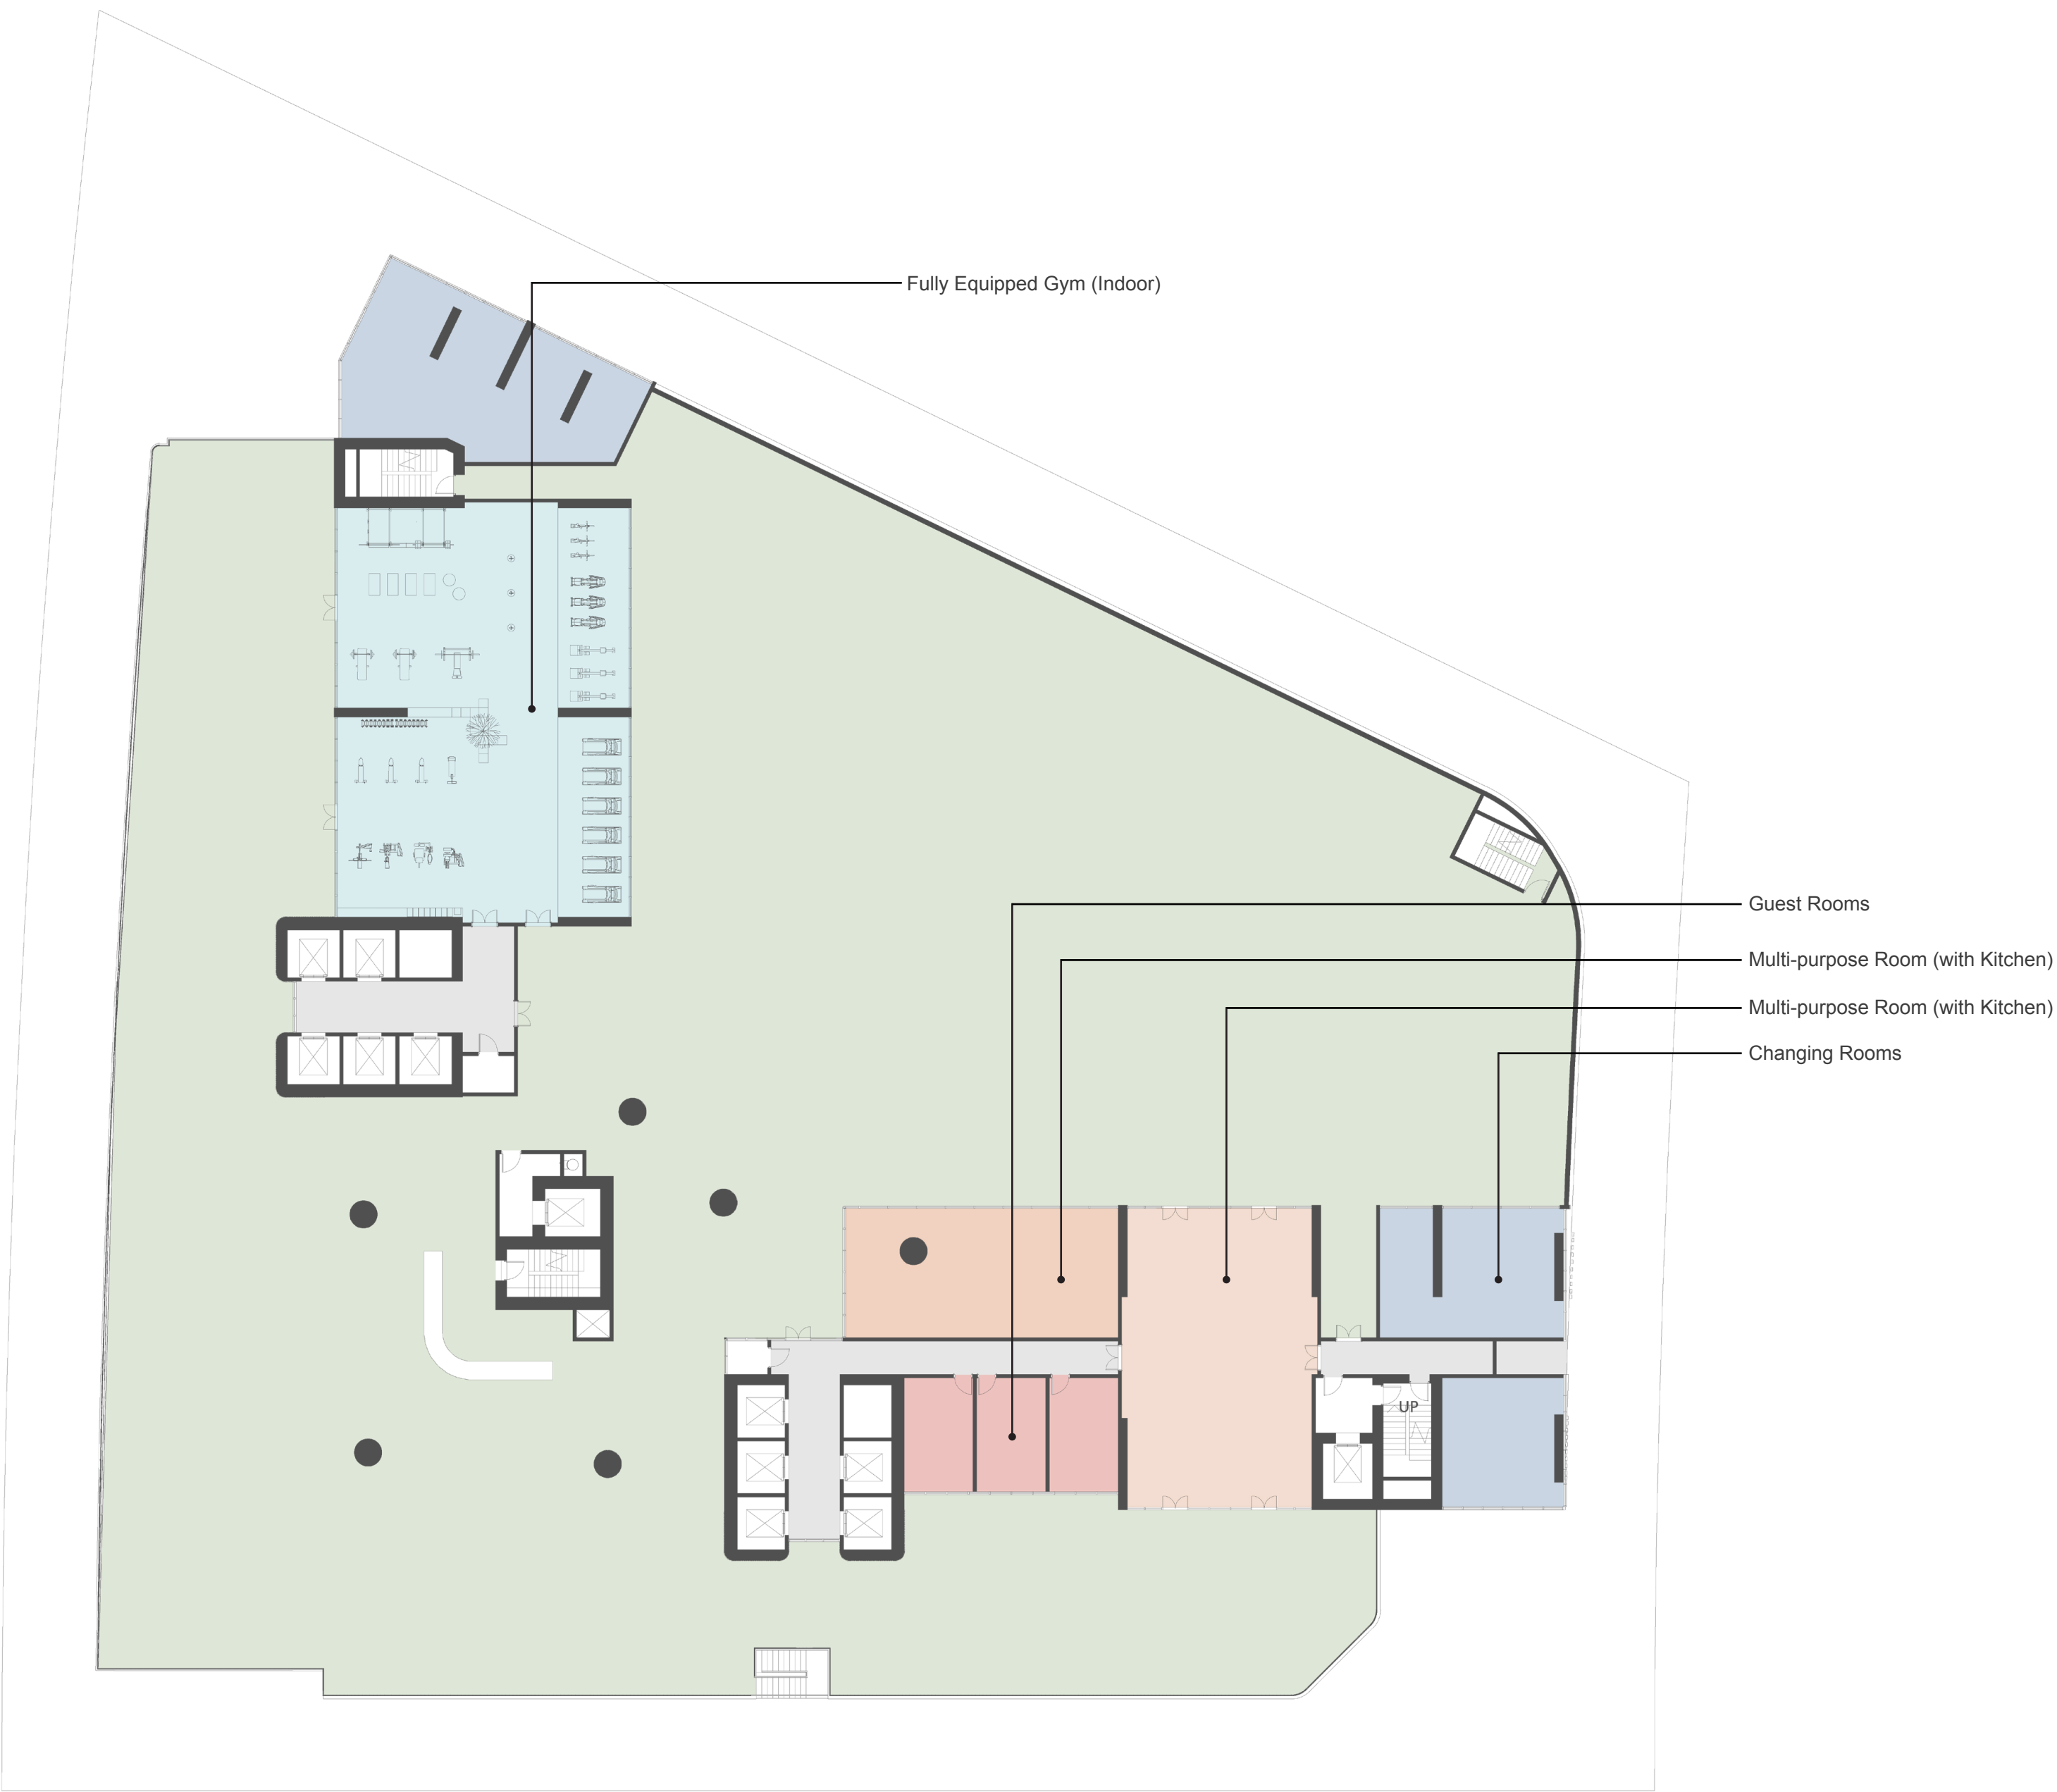 Fully Equipped Gym (Indoor)
Guest Rooms
Multi-purpose Room (with Kitchen)
Multi-purpose Room (with Kitchen)
Changing Rooms
UP